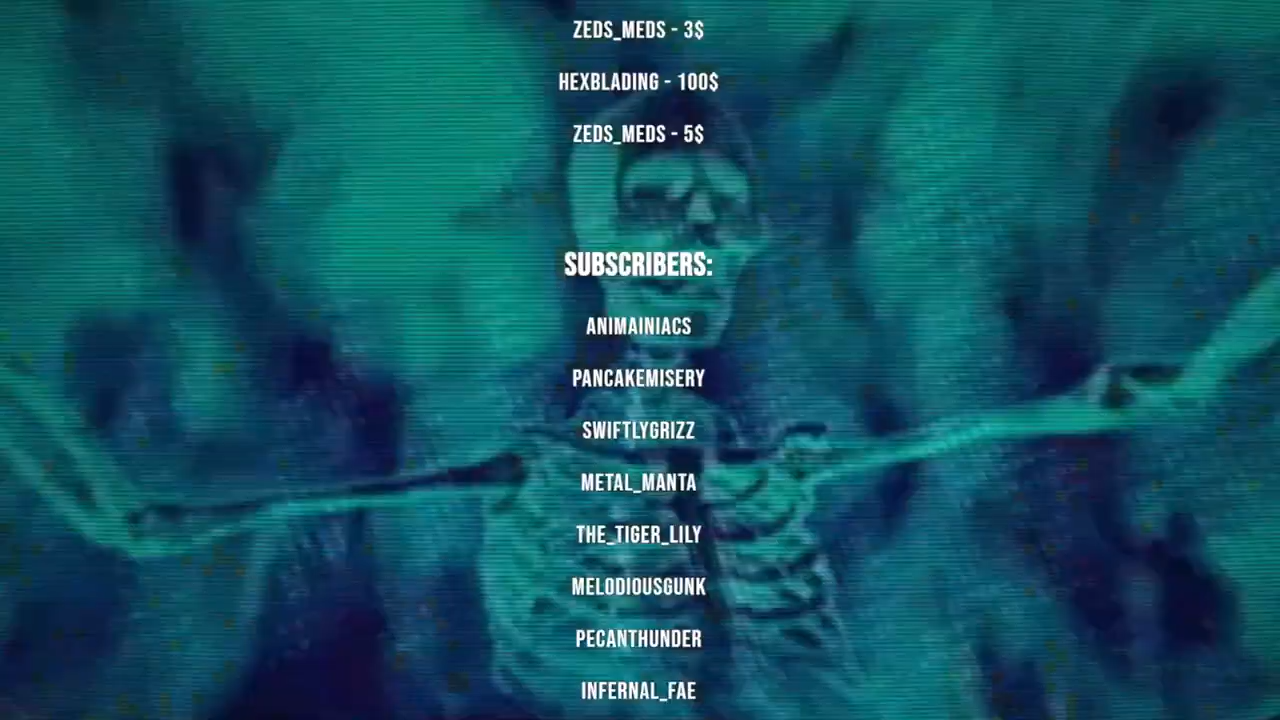 ZEDS_MEDS - 3$
HEXBLADING - 100$
ZEDS_MEDS - 5$
SUBSCRIBERS:
ANIMAINIACS
PANCAKEMISERY
SWIFTLYGRIZZ
METAL_MANTA
THE_TIGER_LILY
MELODIOUSGUNK
PECANTHUNDER
INFERNAL_FAE